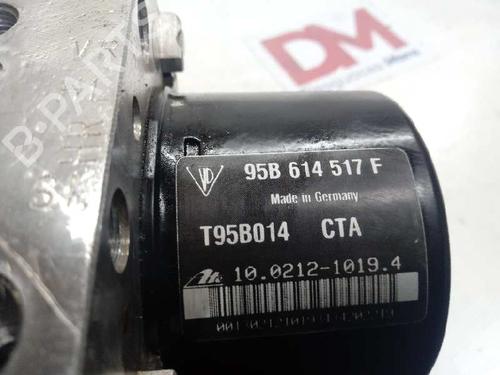 DM
B-PARTS
95B 614 517 F
Made in Germany
T95B014 CTA
10.0212-1019.4